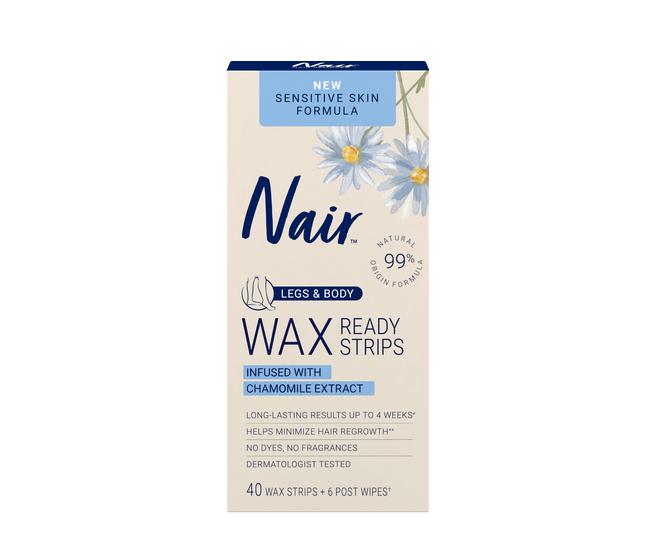 Nair
NEW
SENSITIVE SKIN
FORMULA
Nair™
NATURAL
99%
ORIGIN FORMULA
LEGS & BODY
WAX READY
STRIPS
INFUSED WITH
CHAMOMILE EXTRACT
LONG-LASTING RESULTS UP TO 4 WEEKS*
HELPS MINIMIZE HAIR REGROWTH**
NO DYES, NO FRAGRANCES
DERMATOLOGIST TESTED
40 WAX STRIPS + 6 POST WIPES†